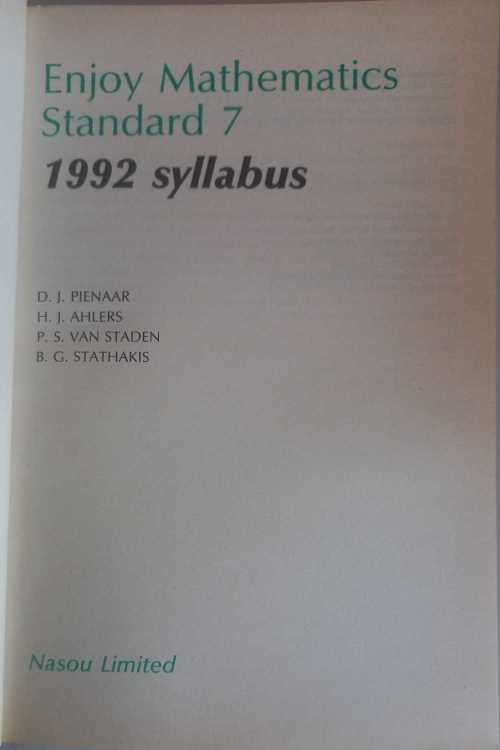 Enjoy Mathematics
Standard 7
1992 syllabus
D. J. PIENAAR
H. J. AHLERS
P. S. VAN STADEN
B. G. STATHAKIS
Nasou Limited